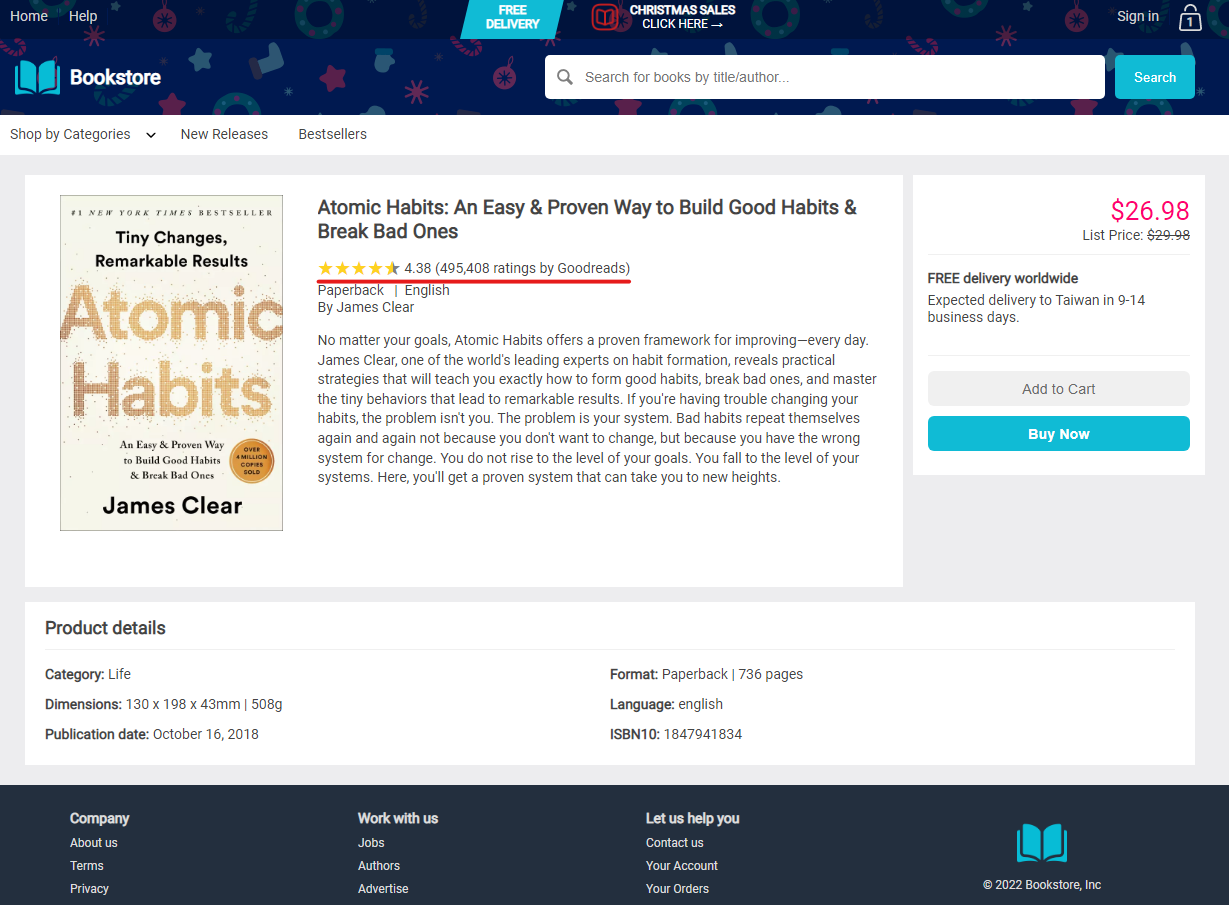 Home Help
FREE
DELIVERY
CHRISTMAS SALES
CLICK HERE →
Sign in
1
Bookstore
Search for books by title/author...
Search
Shop by Categories
New Releases
Bestsellers
#1 NEW YORK TIMES BESTSELLER
Tiny Changes,
Remarkable Results
Atomic
Habits
An Easy & Proven Way
to Build Good Habits
& Break Bad Ones
OVER
4 MILLION
COPIES
SOLD
James Clear
Atomic Habits: An Easy & Proven Way to Build Good Habits &
Break Bad Ones
4.38 (495,408 ratings by Goodreads)
Paperback | English
By James Clear
No matter your goals, Atomic Habits offers a proven framework for improving—every day.
James Clear, one of the world's leading experts on habit formation, reveals practical
strategies that will teach you exactly how to form good habits, break bad ones, and master
the tiny behaviors that lead to remarkable results. If you're having trouble changing your
habits, the problem isn't you. The problem is your system. Bad habits repeat themselves
again and again not because you don't want to change, but because you have the wrong
system for change. You do not rise to the level of your goals. You fall to the level of your
systems. Here, you'll get a proven system that can take you to new heights.
$26.98
List Price: $29.98
FREE delivery worldwide
Expected delivery to Taiwan in 9-14
business days.
Add to Cart
Buy Now
Product details
Category: Life
Format: Paperback | 736 pages
Dimensions: 130 x 198 x 43mm | 508g
Language: english
Publication date: October 16, 2018
ISBN10: 1847941834
Company
About us
Terms
Privacy
Work with us
Jobs
Authors
Advertise
Let us help you
Contact us
Your Account
Your Orders
© 2022 Bookstore, Inc